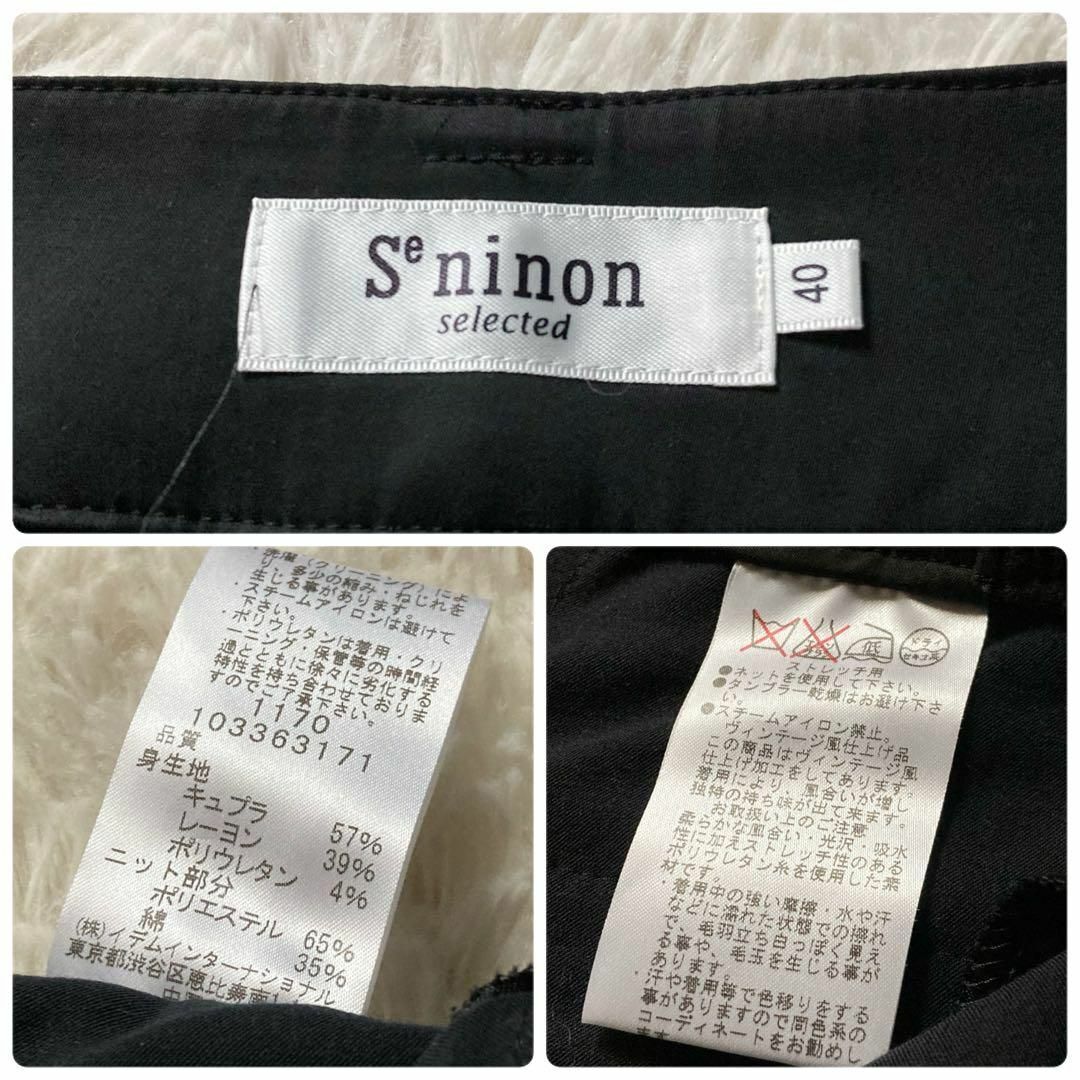 Se ninon
selected
40
洗濯(クリーニング)によ
り、多少の縮み・ねじれを
生じる事があります。
・スチームアイロンは避けて
下さい。
・ポリウレタンは着用・クリ
ーニング・保管等の時間経
過とともに徐々に劣化する
特性を持ち合わせておりま
すのでご了承下さい。
1170
10336317​1
品質
身生地
キュプラ 57%
レーヨン 39%
ポリウレタン 4%
ニット部分
ポリエステル 65%
綿 35%
(株)イテムインターナショナル
東京都渋谷区恵比寿南1
低
ドライ
セキユ系
ストレッチ用
●ネットを使用して下さい。
●タンブラー乾燥はお避け下さ
い。
●スチームアイロン禁止。
ヴィンテージ風仕上げ品
この商品はヴィンテージ風
仕上げ加工をしてあります。
着用により、風合いが増し
独特の持ち味が出て来ます。
お取扱い上のご注意
柔らかな風合い・光沢・吸水
性に加えストレッチ性のある
ポリウレタン糸を使用した素
材です。
・着用中の強い摩擦・水や汗
などに濡れた状態での擦れ
で、毛羽立ち白っぽく見え
る事や、毛玉を生じる事が
あります。
・汗や着用等で色移りをする
事がありますので同色系の
コーディネートをお勧めし